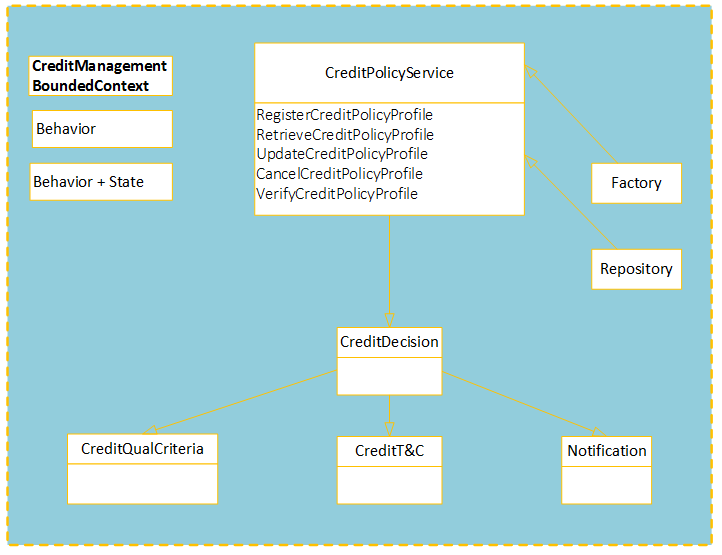 CreditManagement
BoundedContext
Behavior
Behavior + State
CreditPolicyService
RegisterCreditPolicyProfile
RetrieveCreditPolicyProfile
UpdateCreditPolicyProfile
CancelCreditPolicyProfile
VerifyCreditPolicyProfile
Factory
Repository
CreditDecision
CreditQualCriteria
CreditT&C
Notification